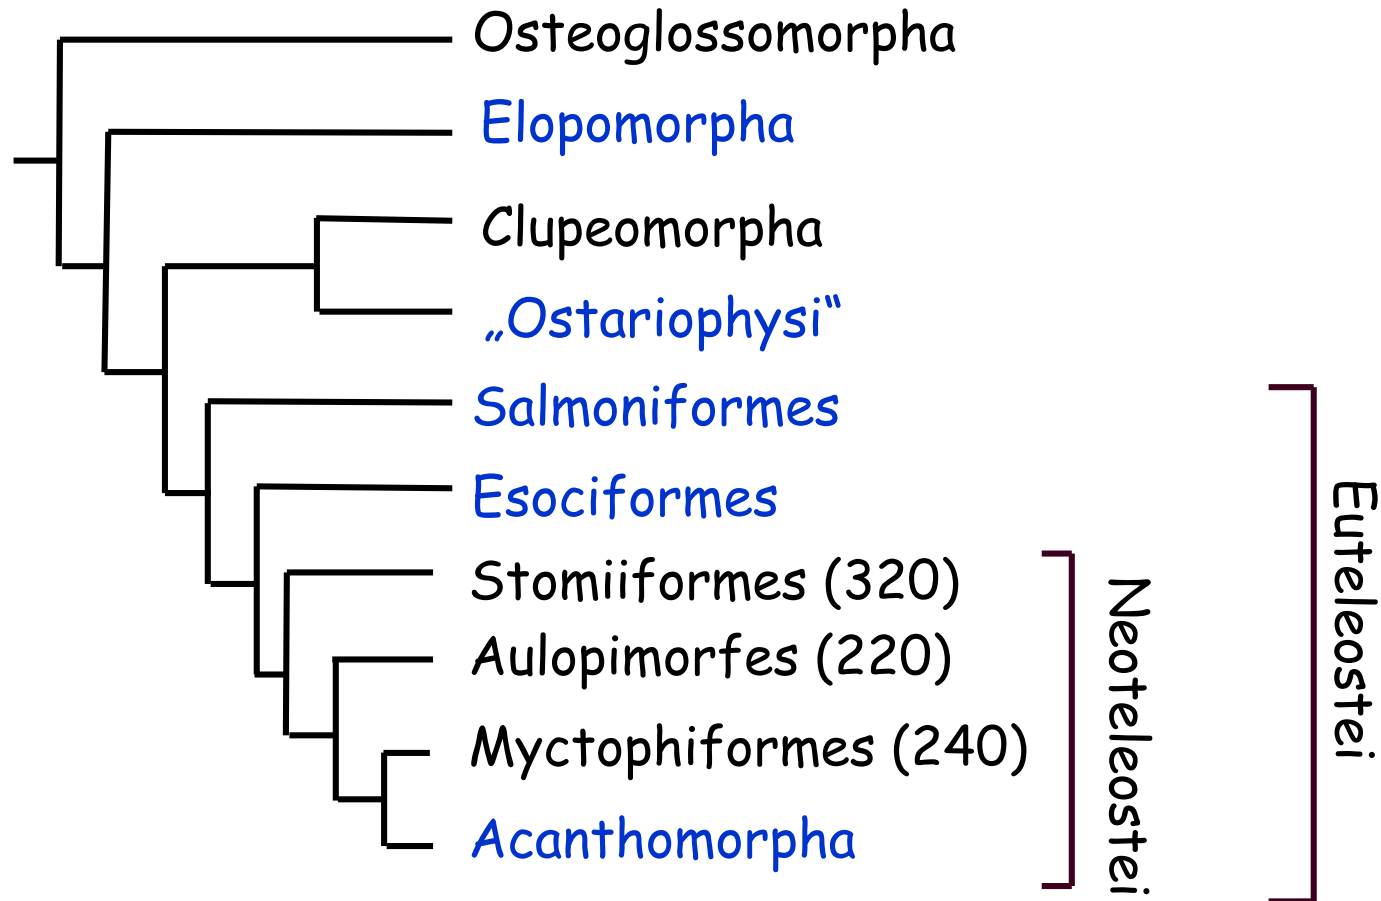 Osteoglossomorpha
Elopomorpha
Clupeomorpha
„Ostariophysi“
Salmoniformes
Esociformes
Stomiiformes (320)
Aulopimorfes (220)
Myctophiformes (240)
Acanthomorpha
Neoteleostei
Euteleostei